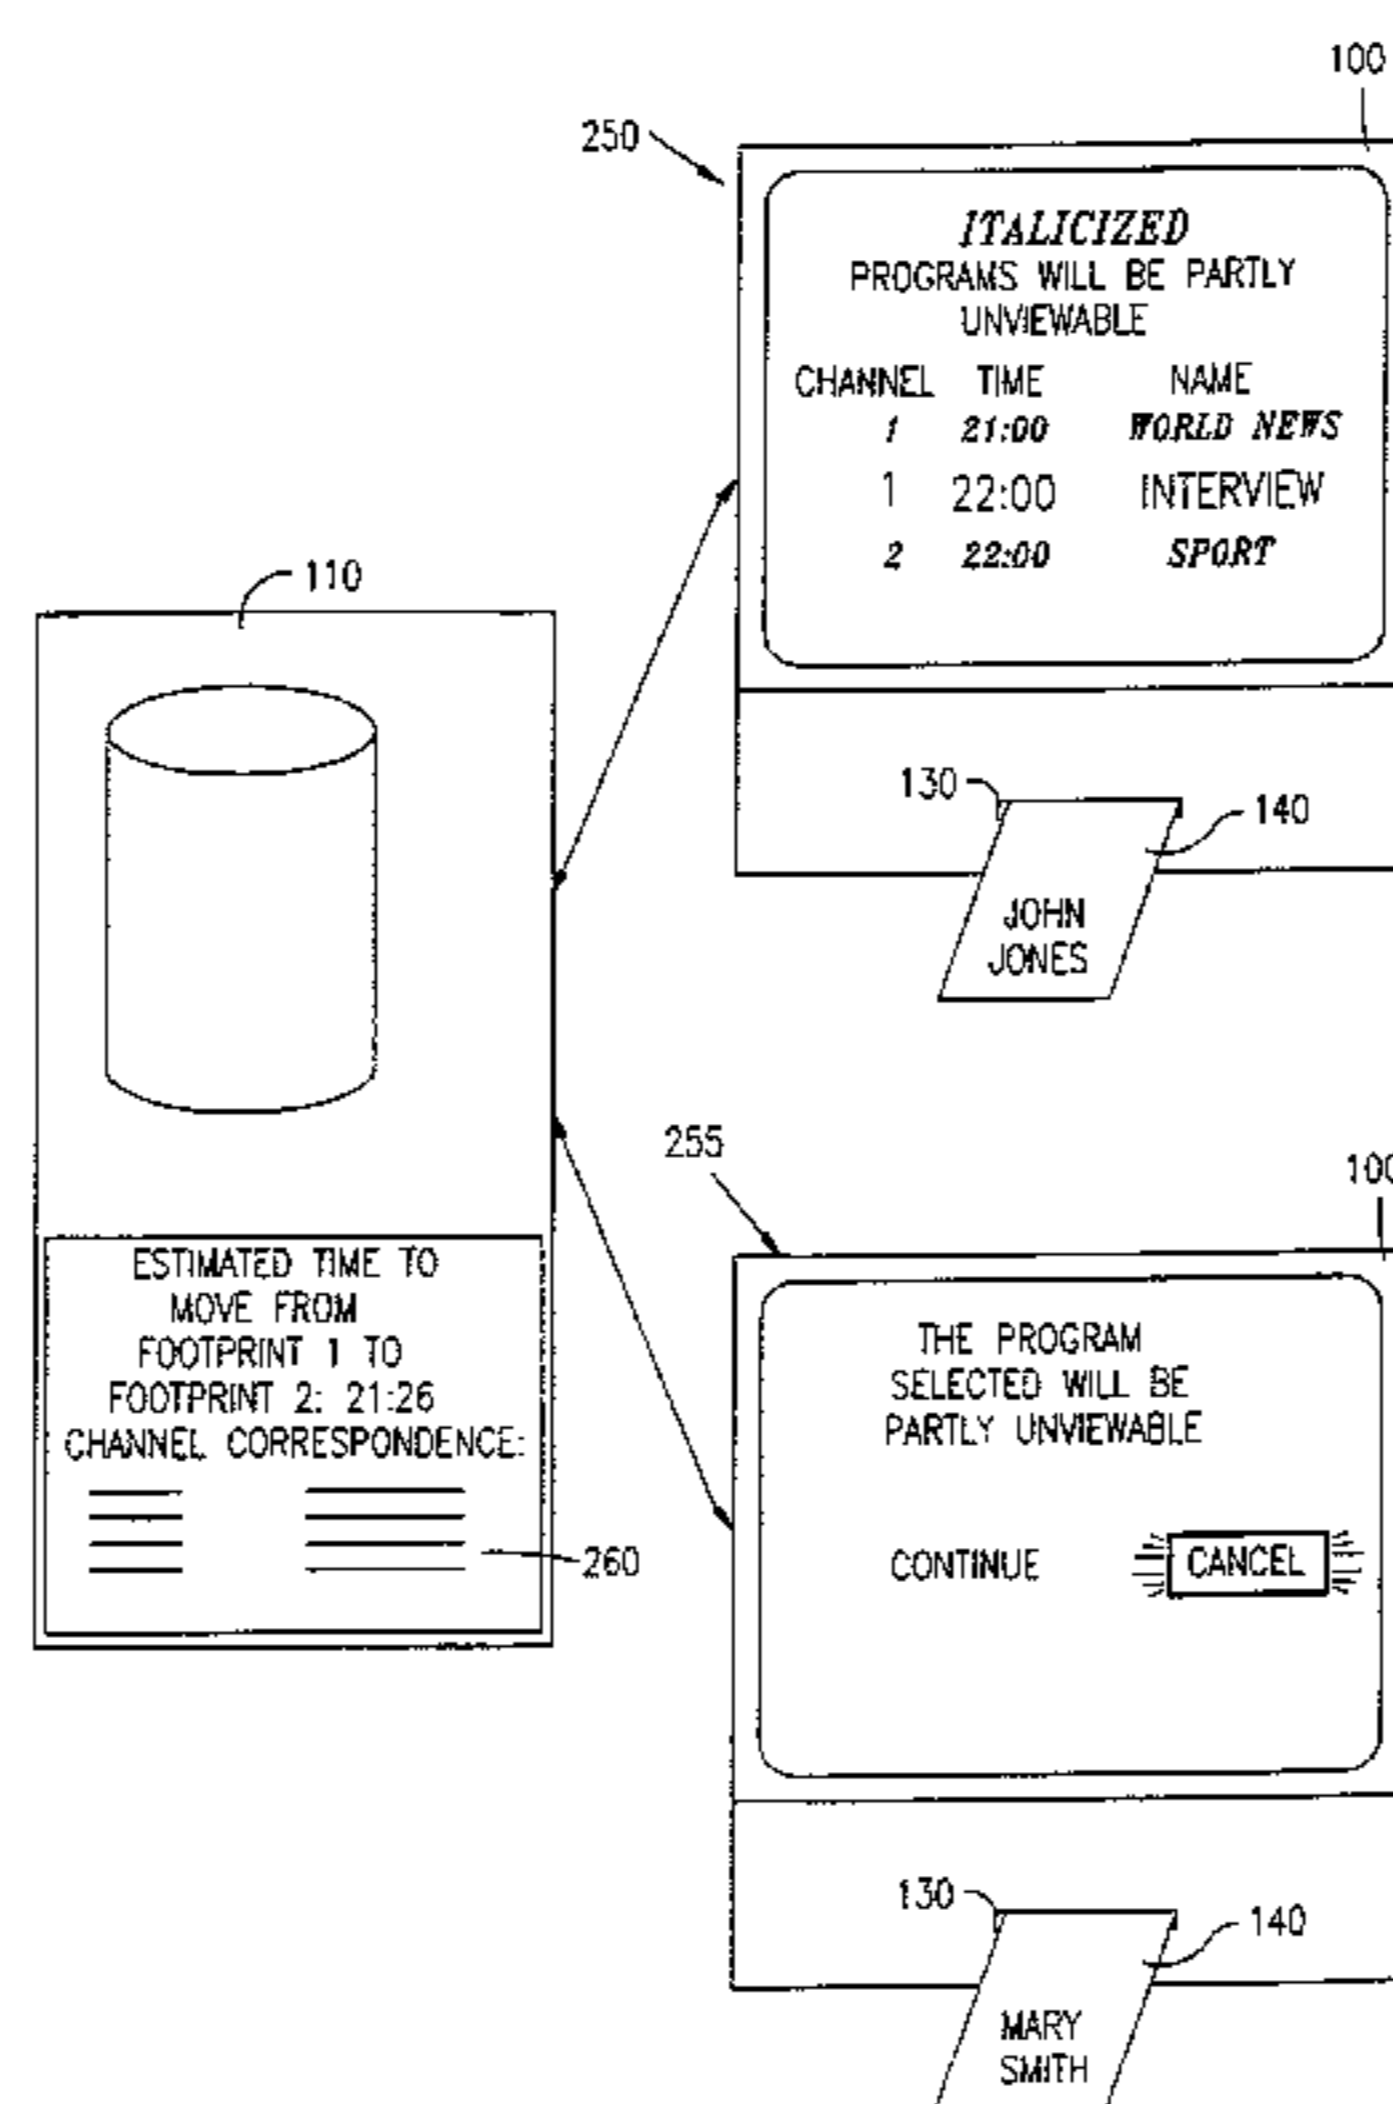 100
250
ITALICIZED
PROGRAMS WILL BE PARTLY
UNVIEWABLE
CHANNEL TIME NAME
1 21:00 WORLD NEWS
1 22:00 INTERVIEW
2 22:00 SPORT
110
130
140
JOHN
JONES
255
100
ESTIMATED TIME TO
MOVE FROM
FOOTPRINT 1 TO
FOOTPRINT 2: 21:26
CHANNEL CORRESPONDENCE:
260
THE PROGRAM
SELECTED WILL BE
PARTLY UNVIEWABLE
CONTINUE CANCEL
130
140
MARY
SMITH